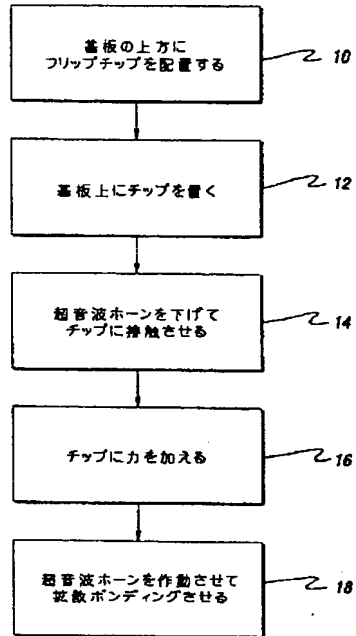 基板の上方に
フリップチップを配置する
10
基板上にチップを置く
12
超音波ホーンを下げて
チップに接触させる
14
チップに力を加える
16
超音波ホーンを作動させて
拡散ボンディングさせる
18